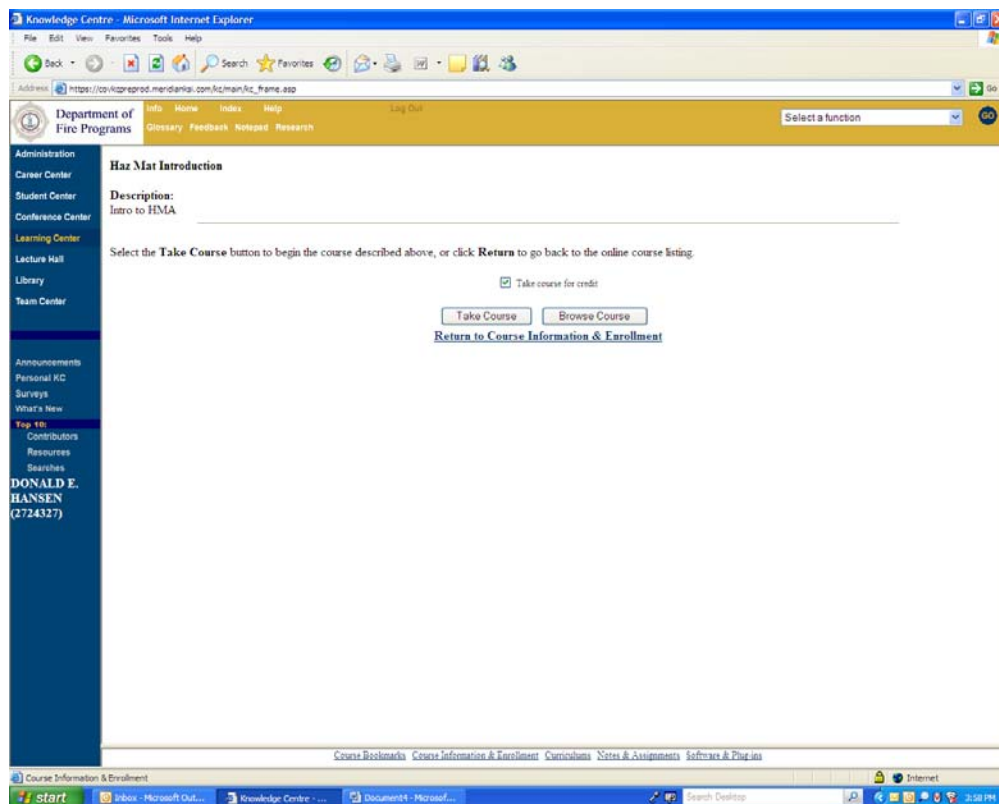 Knowledge Centre - Microsoft Internet Explorer
File Edit View Favorites Tools Help
Back Search Favorites
Address https://covkcpreprod.meridianksi.com/kc/main/kc_frame.asp Go
Department of
Fire Programs
Info Home Index Help Log Out
Glossary Feedback Notepad Research
Select a function GO
Administration
Career Center
Student Center
Conference Center
Learning Center
Lecture Hall
Library
Team Center
Announcements
Personal KC
Surveys
What's New
Top 10:
Contributors
Resources
Searches
DONALD E.
HANSEN
(2724327)
Haz Mat Introduction
Description:
Intro to HMA
Select the Take Course button to begin the course described above, or click Return to go back to the online course listing.
Take course for credit
Take Course Browse Course
Return to Course Information & Enrollment
Course Bookmarks Course Information & Enrollment Curriculums Notes & Assignments Software & Plug-ins
Course Information & Enrollment Internet
start Inbox - Microsoft Out... Knowledge Centre - ... Document4 - Microsof... Search Desktop 3:50 PM